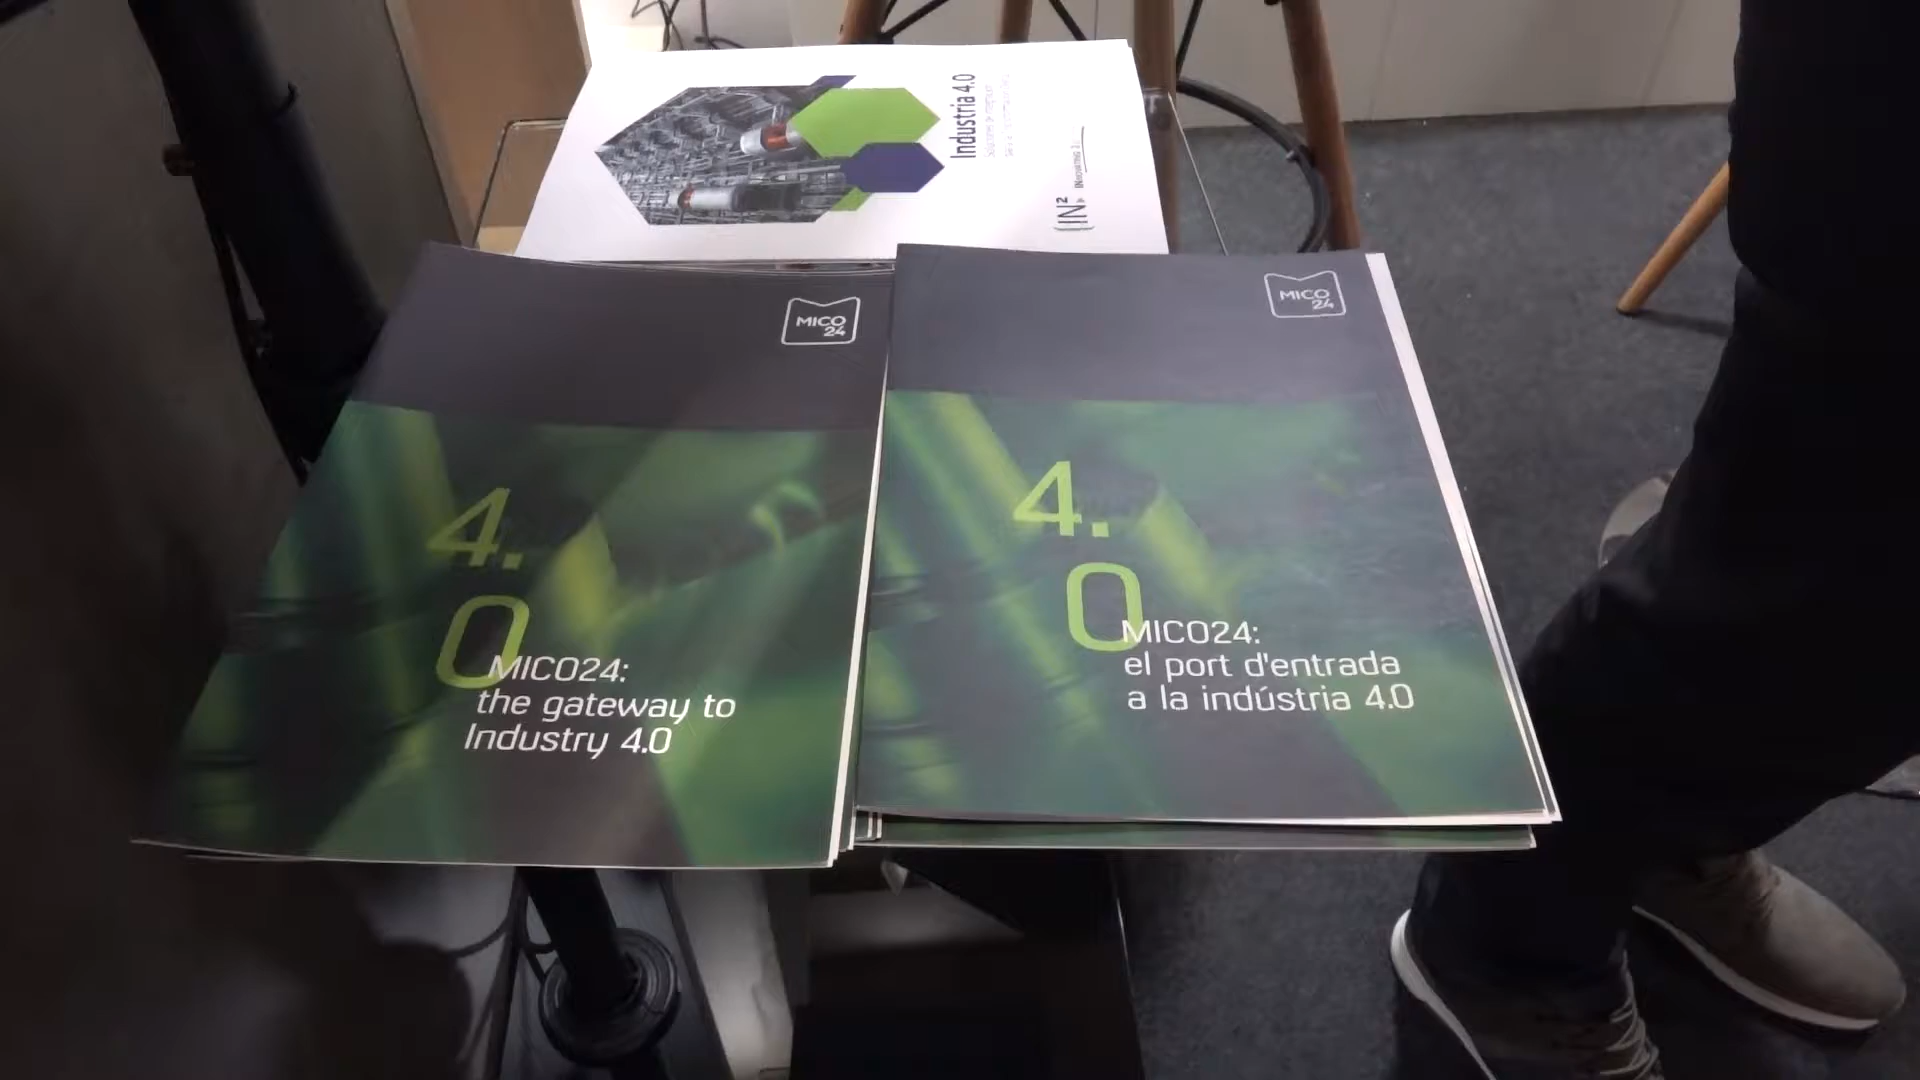 Industria 4.0
IN²
MICO
24
4.
0
MICO24:
the gateway to
Industry 4.0
MICO
24
4.
0
MICO24:
el port d'entrada
a la indústria 4.0